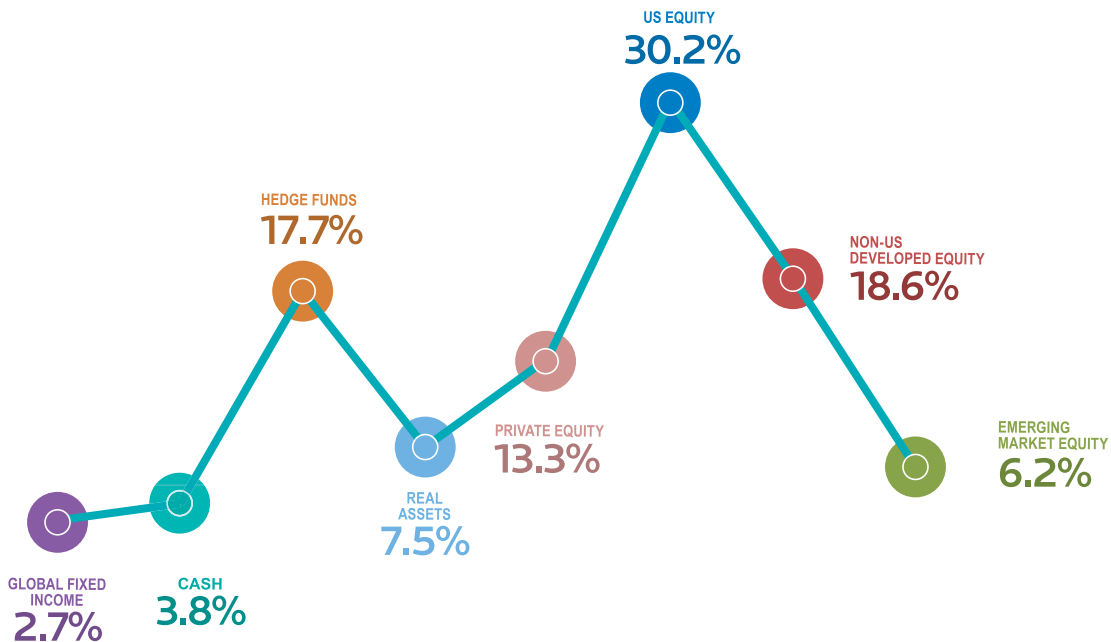 US EQUITY
30.2%
HEDGE FUNDS
17.7%
NON-US
DEVELOPED EQUITY
18.6%
PRIVATE EQUITY
13.3%
EMERGING
MARKET EQUITY
6.2%
REAL
ASSETS
7.5%
GLOBAL FIXED
INCOME
2.7%
CASH
3.8%